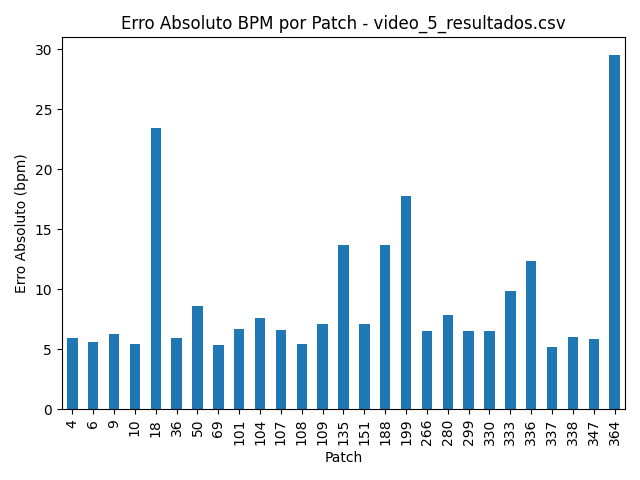 Erro Absoluto BPM por Patch - video_5_resultados.csv
Erro Absoluto (bpm)
30
25
20
15
10
5
0
4 6 9 10 18 36 50 69 101 104 107 108 109 135 151 188 199 266 280 299 330 333 336 337 338 347 364
Patch